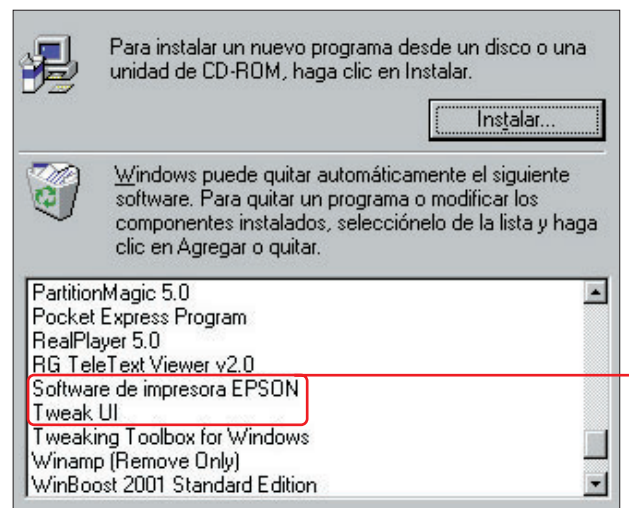 Para instalar un nuevo programa desde un disco o una
unidad de CD-ROM, haga clic en Instalar.
Instalar...
Windows puede quitar automáticamente el siguiente
software. Para quitar un programa o modificar los
componentes instalados, selecciónelo de la lista y haga
clic en Agregar o quitar.
PartitionMagic 5.0
Pocket Express Program
RealPlayer 5.0
RG TeleText Viewer v2.0
Software de impresora EPSON
Tweak UI
Tweaking Toolbox for Windows
Winamp (Remove Only)
WinBoost 2001 Standard Edition